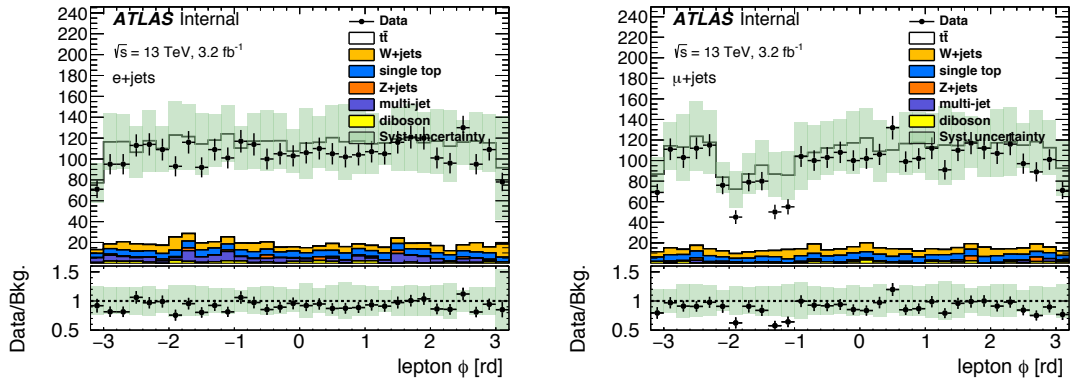 ATLAS Internal
√s = 13 TeV, 3.2 fb⁻¹
e+jets
Data
tt̄
W+jets
single top
Z+jets
multi-jet
diboson
Syst. uncertainty
240
220
200
180
160
140
120
100
80
60
40
20
Data/Bkg.
1.5
1
0.5
−3 −2 −1 0 1 2 3
lepton ϕ [rd]
ATLAS Internal
√s = 13 TeV, 3.2 fb⁻¹
μ+jets
Data
tt̄
W+jets
single top
Z+jets
multi-jet
diboson
Syst. uncertainty
240
220
200
180
160
140
120
100
80
60
40
20
Data/Bkg.
1.5
1
0.5
−3 −2 −1 0 1 2 3
lepton ϕ [rd]